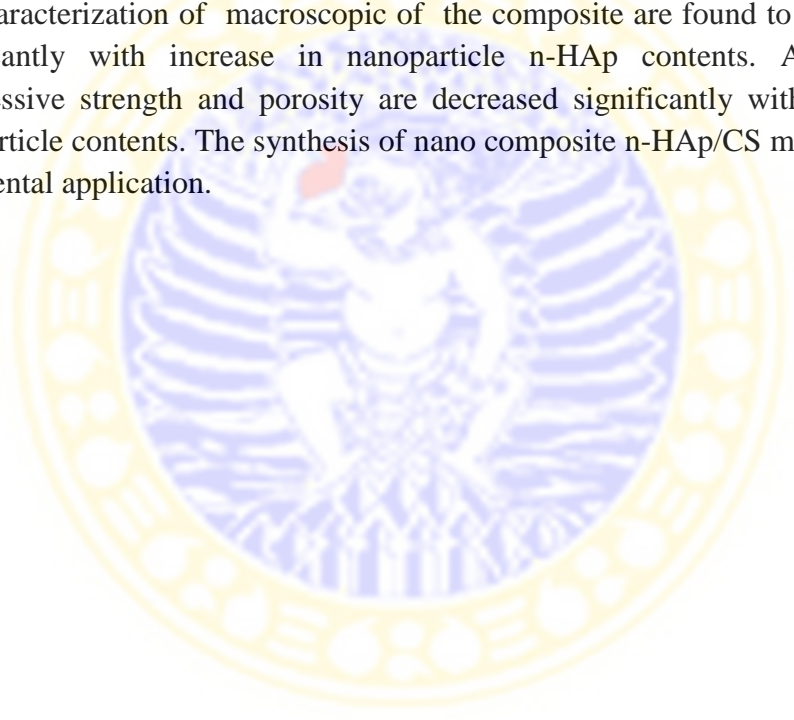 aracterization of macroscopic of the composite are found to
antly with increase in nanoparticle n-HAp contents. A
essive strength and porosity are decreased significantly with
rticle contents. The synthesis of nano composite n-HAp/CS m
ental application.